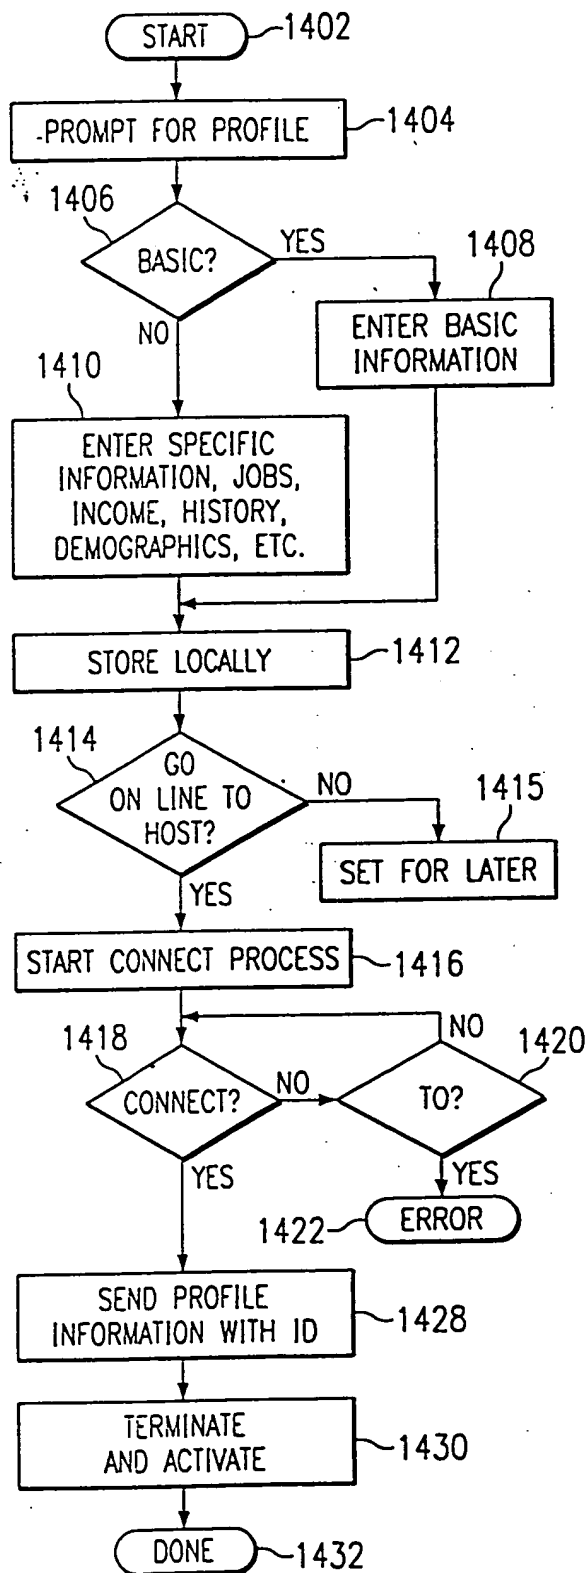 START
1402
PROMPT FOR PROFILE
1404
1406
BASIC?
YES
NO
1408
ENTER BASIC
INFORMATION
1410
ENTER SPECIFIC
INFORMATION, JOBS,
INCOME, HISTORY,
DEMOGRAPHICS, ETC.
STORE LOCALLY
1412
1414
GO
ON LINE TO
HOST?
NO
YES
1415
SET FOR LATER
START CONNECT PROCESS
1416
1418
CONNECT?
NO
YES
NO
1420
TO?
YES
1422
ERROR
SEND PROFILE
INFORMATION WITH ID
1428
TERMINATE
AND ACTIVATE
1430
DONE
1432